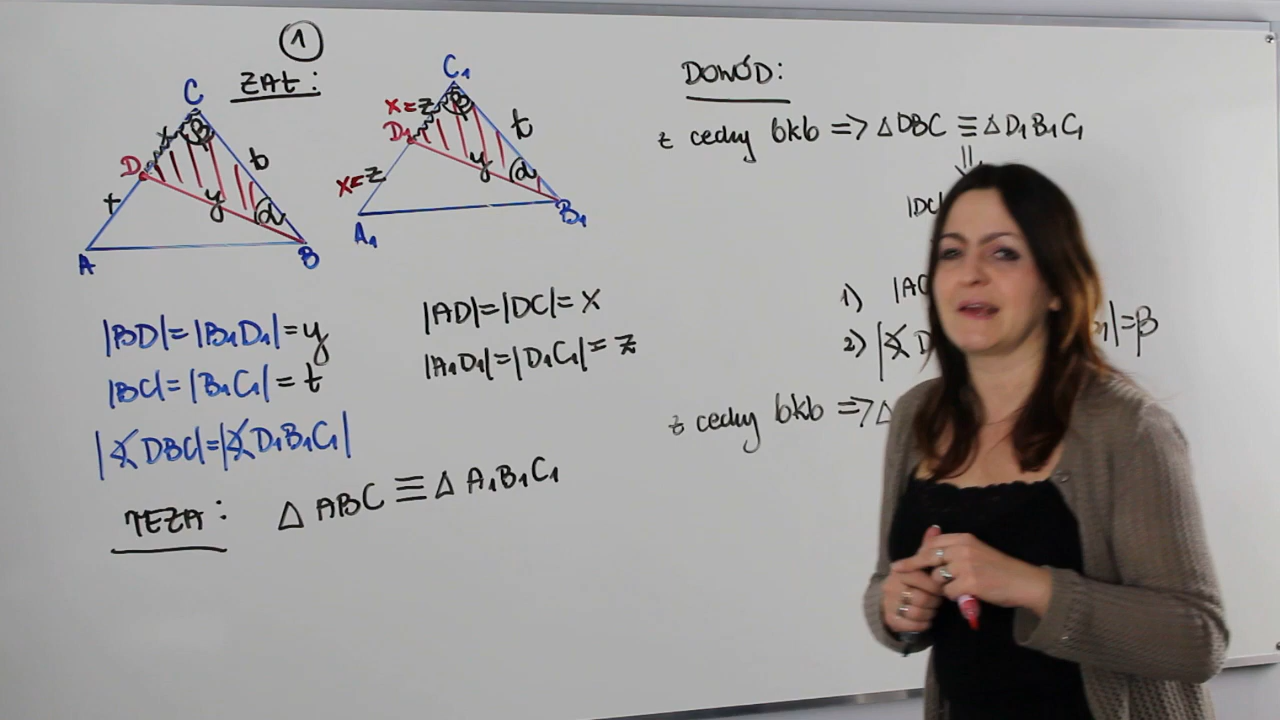 1
ZAŁ:
C
x
β
D
t
y
α
x
A
B
C₁
x=z
β
D₁
t
y
α
x=z
A₁
B₁
|BD|=|B₁D₁|=y
|BC|=|B₁C₁|=t
|∢DBC|=|∢D₁B₁C₁|
|AD|=|DC|=x
|A₁D₁|=|D₁C₁|=z
TEZA: △ABC≡△A₁B₁C₁
DOWÓD:
z cechy bkb => △DBC≡△D₁B₁C₁
⇓
|DC|
1) |AC
2) |∢D |=β
z cechy bkb => △